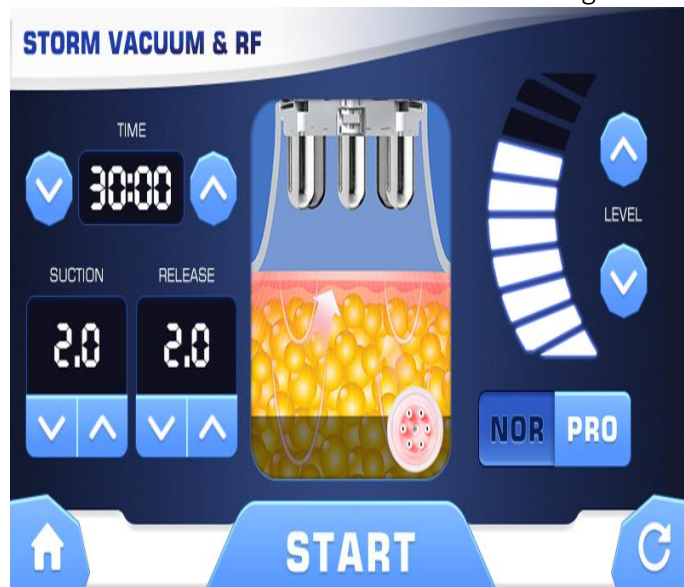 STORM VACUUM & RF
TIME
30:00
LEVEL
SUCTION RELEASE
2.0 2.0
NOR PRO
START